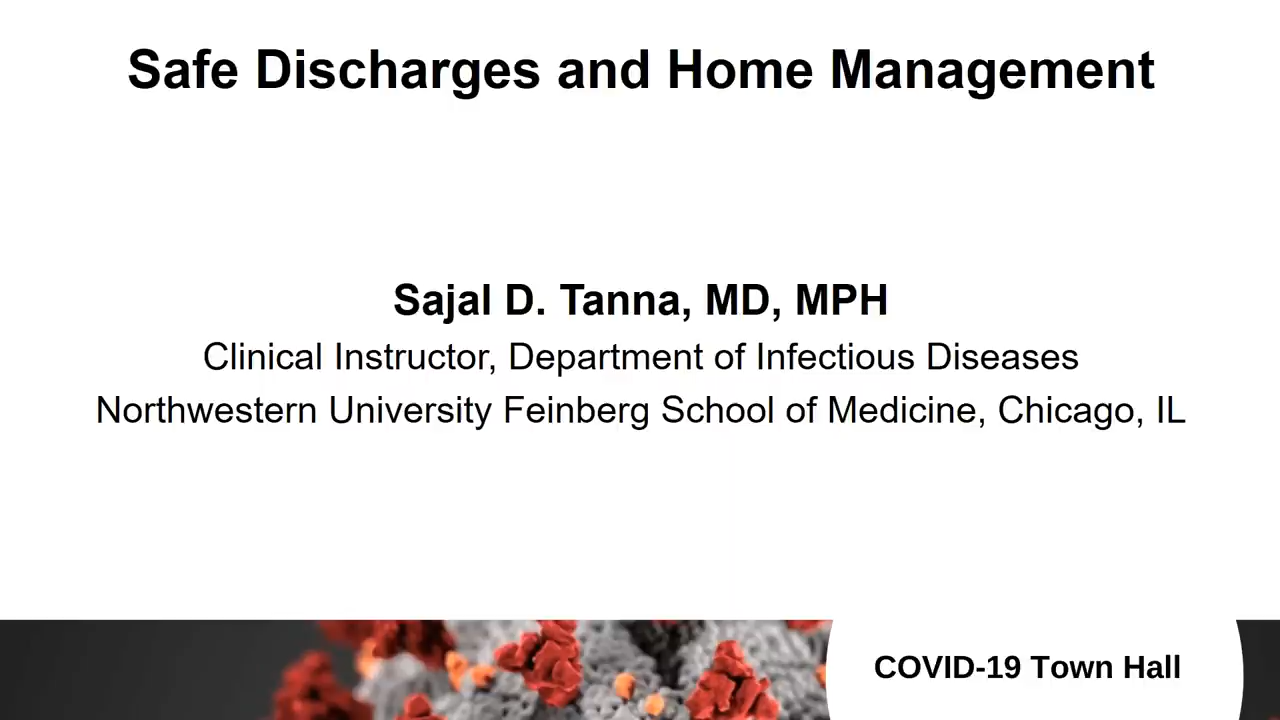 Safe Discharges and Home Management
Sajal D. Tanna, MD, MPH
Clinical Instructor, Department of Infectious Diseases
Northwestern University Feinberg School of Medicine, Chicago, IL
COVID-19 Town Hall